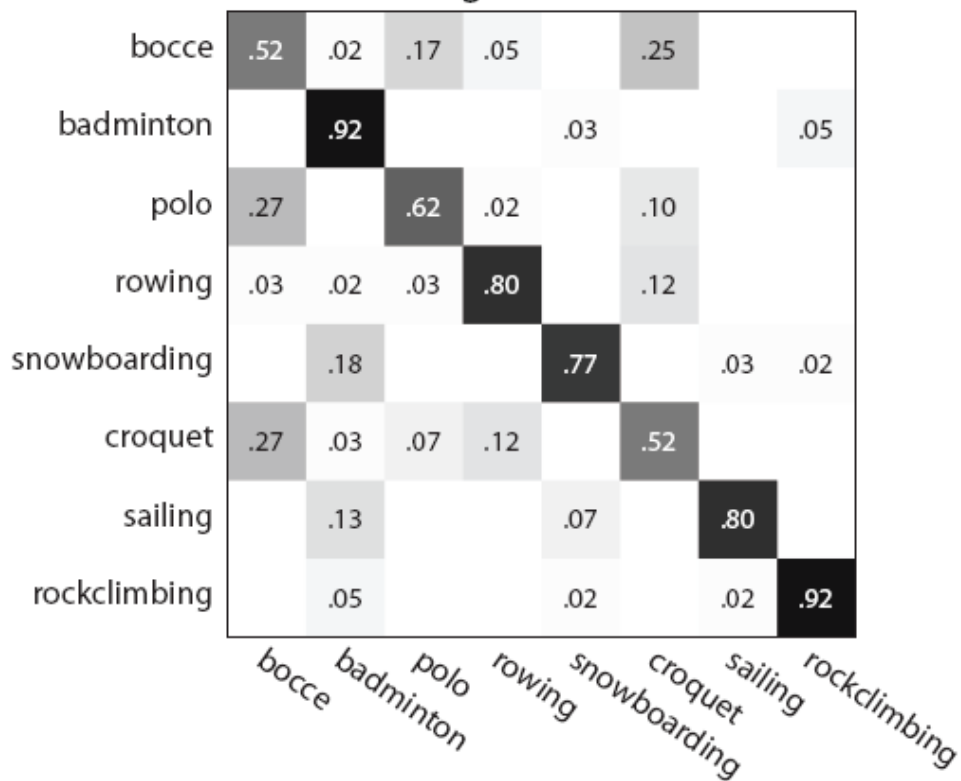 bocce .52 .02 .17 .05 .25
badminton .92 .03 .05
polo .27 .62 .02 .10
rowing .03 .02 .03 .80 .12
snowboarding .18 .77 .03 .02
croquet .27 .03 .07 .12 .52
sailing .13 .07 .80
rockclimbing .05 .02 .02 .92
bocce badminton polo rowing snowboarding croquet sailing rockclimbing